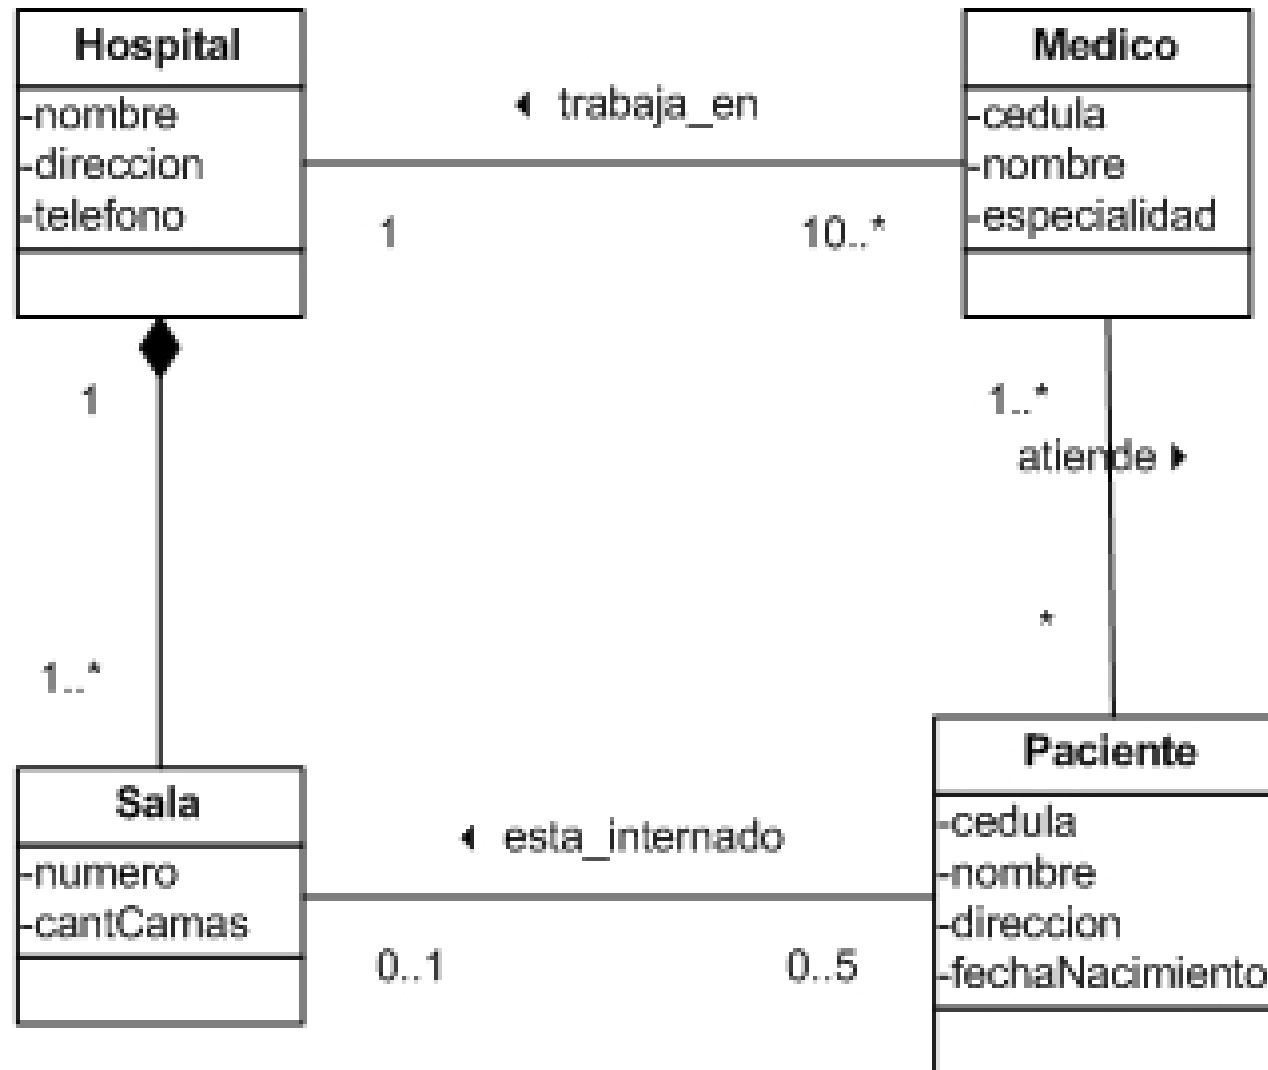 Hospital
-nombre
-direccion
-telefono
Medico
-cedula
-nombre
-especialidad
trabaja_en
1
10..*
1
1..*
1..*
atiende
*
Sala
-numero
-cantCamas
Paciente
-cedula
-nombre
-direccion
-fechaNacimiento
esta_internado
0..1
0..5